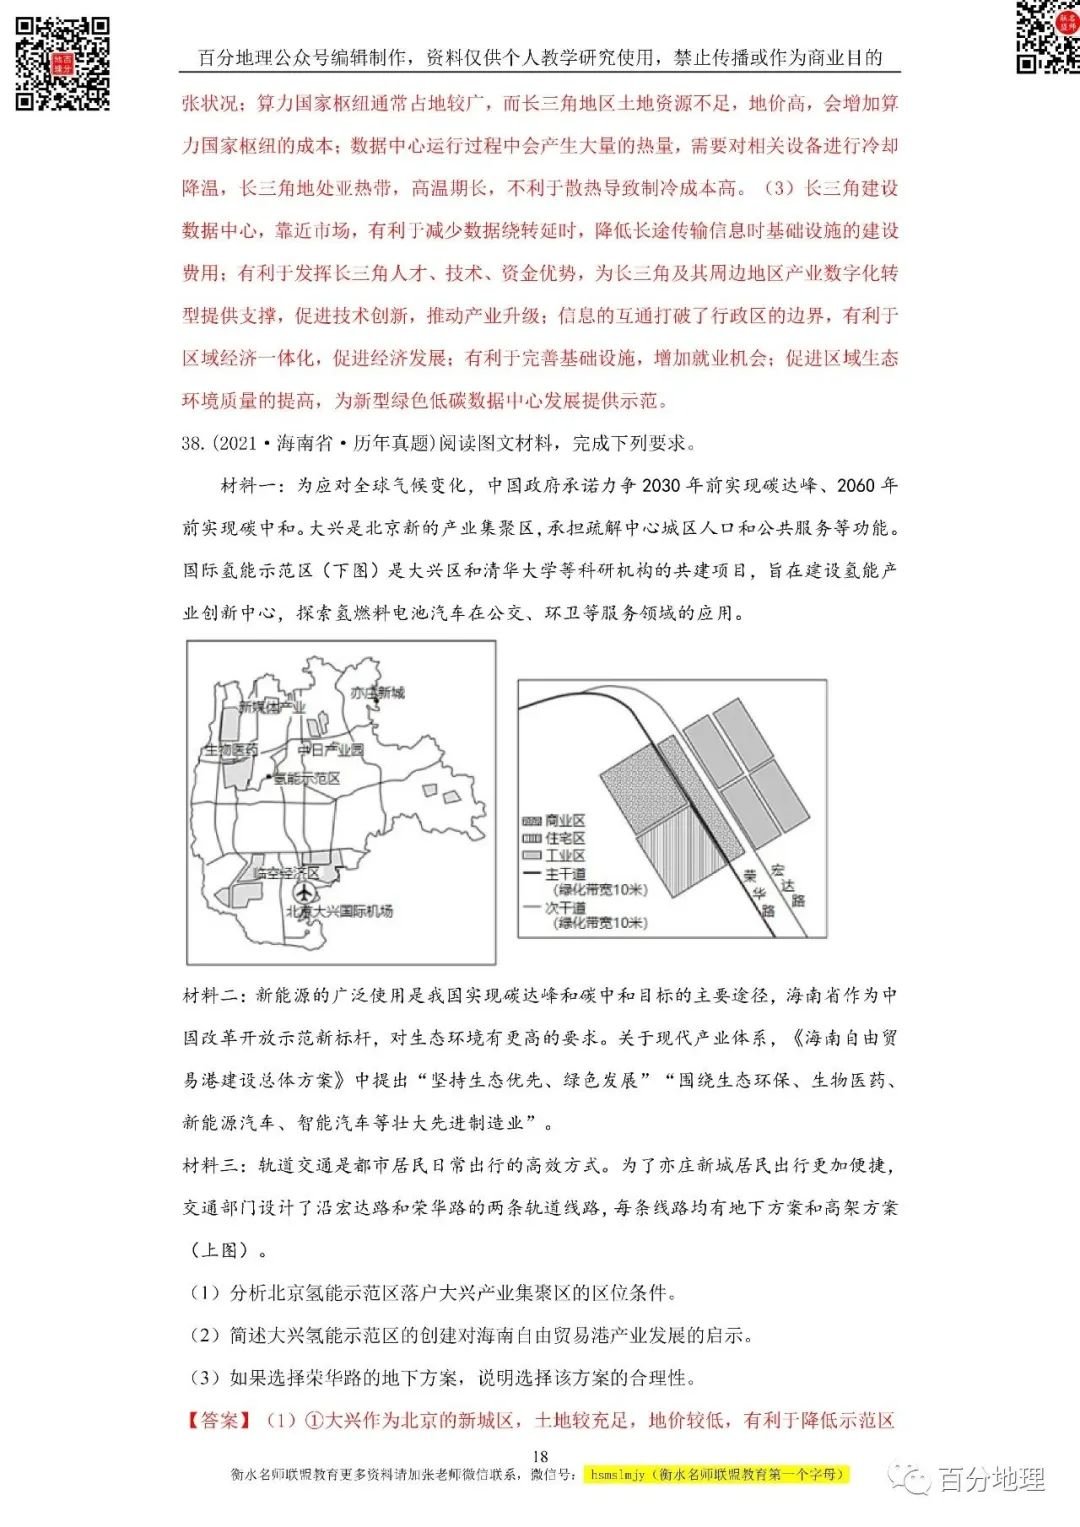 百分地理公众号编辑制作，资料仅供个人教学研究使用，禁止传播或作为商业目的
张状况；算力国家枢纽通常占地较广，而长三角地区土地资源不足，地价高，会增加算
力国家枢纽的成本；数据中心运行过程中会产生大量的热量，需要对相关设备进行冷却
降温，长三角地处亚热带，高温期长，不利于散热导致制冷成本高。（3）长三角建设
数据中心，靠近市场，有利于减少数据绕转延时，降低长途传输信息时基础设施的建设
费用；有利于发挥长三角人才、技术、资金优势，为长三角及其周边地区产业数字化转
型提供支撑，促进技术创新，推动产业升级；信息的互通打破了行政区的边界，有利于
区域经济一体化，促进经济发展；有利于完善基础设施，增加就业机会；促进区域生态
环境质量的提高，为新型绿色低碳数据中心发展提供示范。
38.(2021·海南省·历年真题)阅读图文材料，完成下列要求。
材料一：为应对全球气候变化，中国政府承诺力争2030年前实现碳达峰、2060年
前实现碳中和。大兴是北京新的产业集聚区，承担疏解中心城区人口和公共服务等功能。
国际氢能示范区（下图）是大兴区和清华大学等科研机构的共建项目，旨在建设氢能产
业创新中心，探索氢燃料电池汽车在公交、环卫等服务领域的应用。
亦庄新城
新媒体产业
生物医药
中日产业园
氢能示范区
临空经济区
北京大兴国际机场
商业区
住宅区
工业区
主干道
（绿化带宽10米）
次干道
（绿化带宽10米）
荣华路
宏达路
材料二：新能源的广泛使用是我国实现碳达峰和碳中和目标的主要途径，海南省作为中
国改革开放示范新标杆，对生态环境有更高的要求。关于现代产业体系，《海南自由贸
易港建设总体方案》中提出“坚持生态优先、绿色发展”“围绕生态环保、生物医药、
新能源汽车、智能汽车等壮大先进制造业”。
材料三：轨道交通是都市居民日常出行的高效方式。为了亦庄新城居民出行更加便捷，
交通部门设计了沿宏达路和荣华路的两条轨道线路，每条线路均有地下方案和高架方案
（上图）。
（1）分析北京氢能示范区落户大兴产业集聚区的区位条件。
（2）简述大兴氢能示范区的创建对海南自由贸易港产业发展的启示。
（3）如果选择荣华路的地下方案，说明选择该方案的合理性。
【答案】（1）①大兴作为北京的新城区，土地较充足，地价较低，有利于降低示范区
18
衡水名师联盟教育更多资料请加张老师微信联系，微信号： hsmslmjy（衡水名师联盟教育第一个字母）
百分地理